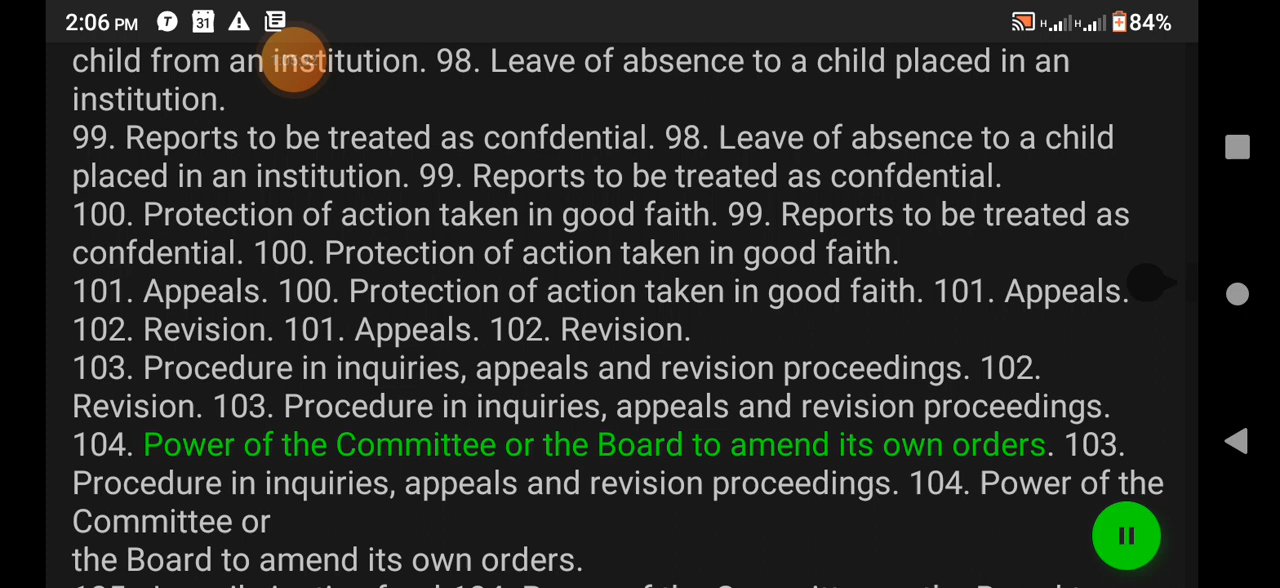 2:06 PM T 31 H H 84%
child from an institution. 98. Leave of absence to a child placed in an
institution.
99. Reports to be treated as confdential. 98. Leave of absence to a child
placed in an institution. 99. Reports to be treated as confdential.
100. Protection of action taken in good faith. 99. Reports to be treated as
confdential. 100. Protection of action taken in good faith.
101. Appeals. 100. Protection of action taken in good faith. 101. Appeals.
102. Revision. 101. Appeals. 102. Revision.
103. Procedure in inquiries, appeals and revision proceedings. 102.
Revision. 103. Procedure in inquiries, appeals and revision proceedings.
104. Power of the Committee or the Board to amend its own orders. 103.
Procedure in inquiries, appeals and revision proceedings. 104. Power of the
Committee or
the Board to amend its own orders.